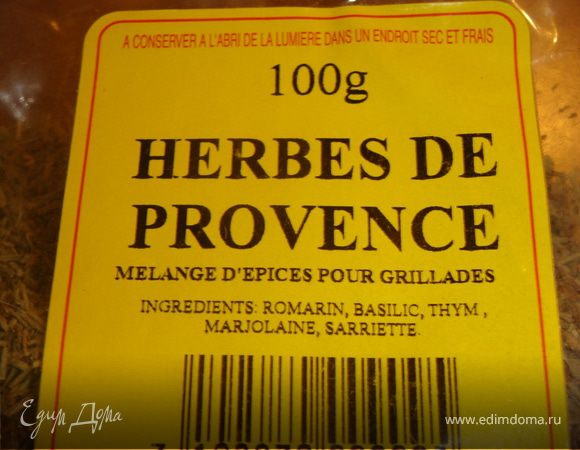 A CONSERVER A L'ABRI DE LA LUMIERE DANS UN ENDROIT SEC ET FRAIS
100g
HERBES DE
PROVENCE
MELANGE D'EPICES POUR GRILLADES
INGREDIENTS: ROMARIN, BASILIC, THYM ,
MARJOLAINE, SARRIETTE.
Едим Дома
www.edimdoma.ru